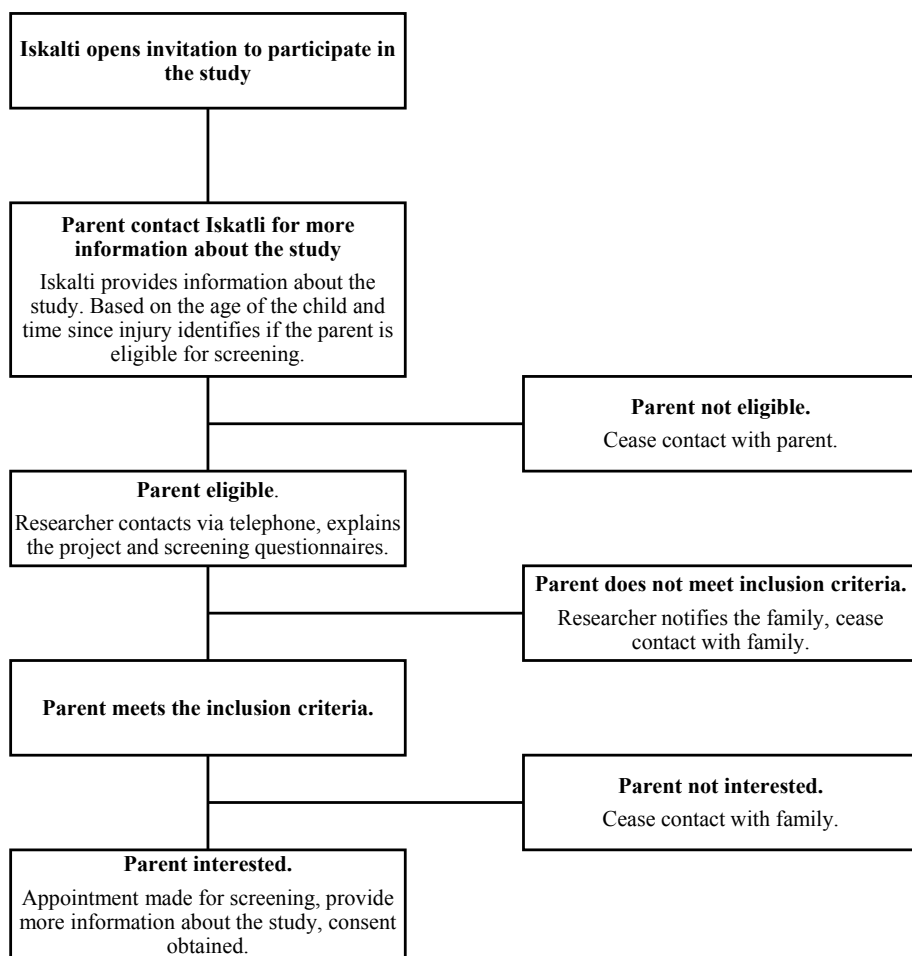 Iskalti opens invitation to participate in
the study
Parent contact Iskatli for more
information about the study
Iskalti provides information about the
study. Based on the age of the child and
time since injury identifies if the parent is
eligible for screening.
Parent not eligible.
Cease contact with parent.
Parent eligible.
Researcher contacts via telephone, explains
the project and screening questionnaires.
Parent does not meet inclusion criteria.
Researcher notifies the family, cease
contact with family.
Parent meets the inclusion criteria.
Parent not interested.
Cease contact with family.
Parent interested.
Appointment made for screening, provide
more information about the study, consent
obtained.